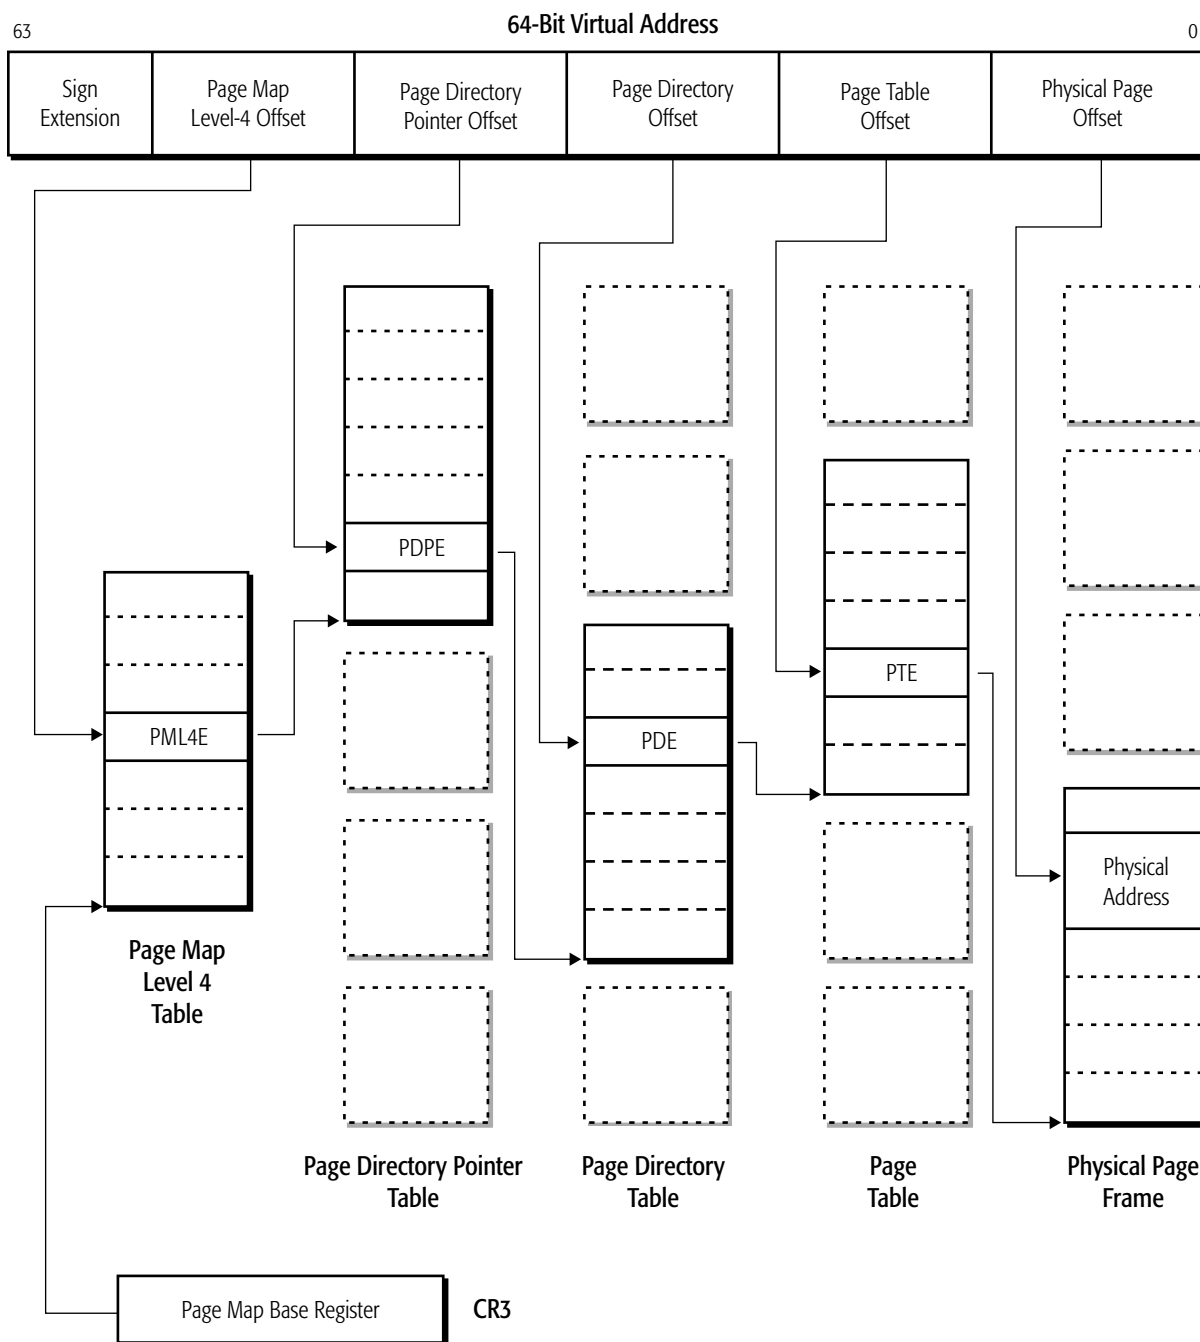 64-Bit Virtual Address
63
0
Sign
Extension
Page Map
Level-4 Offset
Page Directory
Pointer Offset
Page Directory
Offset
Page Table
Offset
Physical Page
Offset
PDPE
PTE
PML4E
PDE
Physical
Address
Page Map
Level 4
Table
Page Directory Pointer
Table
Page Directory
Table
Page
Table
Physical Page
Frame
Page Map Base Register
CR3